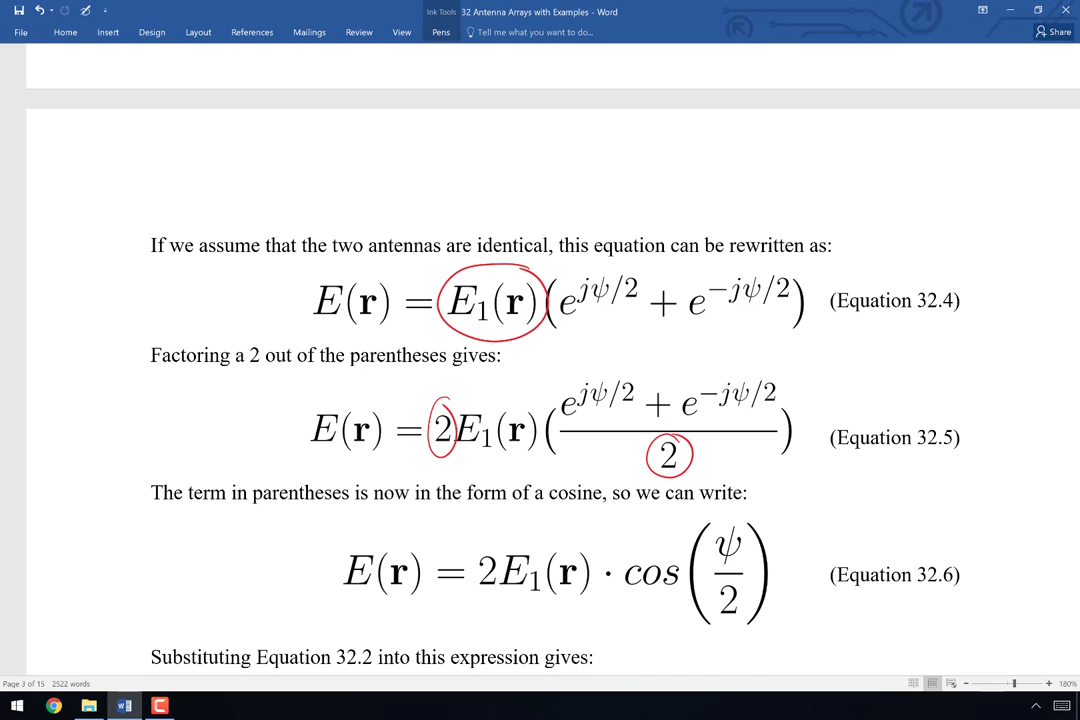 Ink Tools 32 Antenna Arrays with Examples - Word
File Home Insert Design Layout References Mailings Review View Pens Tell me what you want to do... Share
If we assume that the two antennas are identical, this equation can be rewritten as:
E(r) = E₁(r)(e^{jψ/2} + e^{−jψ/2}) (Equation 32.4)
Factoring a 2 out of the parentheses gives:
E(r) = 2E₁(r)((e^{jψ/2} + e^{−jψ/2})/2) (Equation 32.5)
The term in parentheses is now in the form of a cosine, so we can write:
E(r) = 2E₁(r) · cos(ψ/2) (Equation 32.6)
Substituting Equation 32.2 into this expression gives:
Page 3 of 15 2522 words 180%